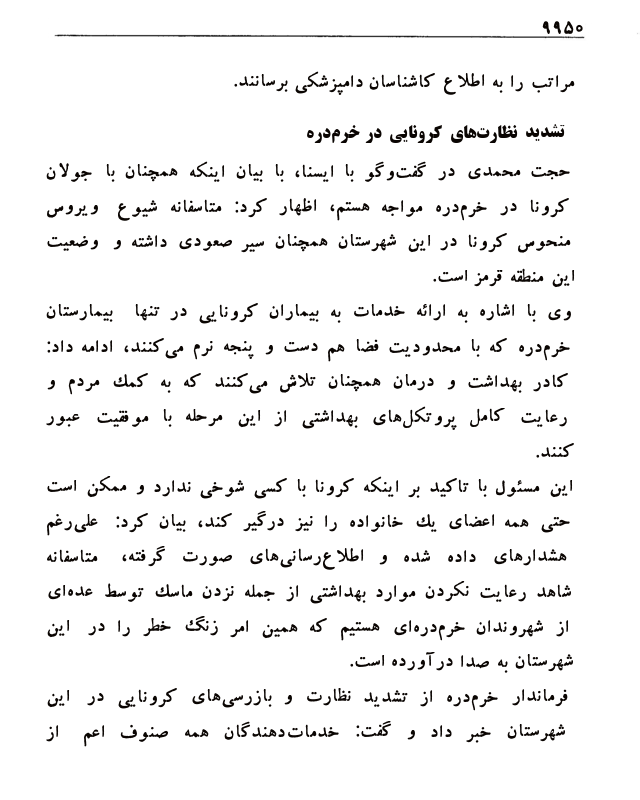 ۹۹۵۰
مراتب را به اطلاع کاشناسان دامپزشکی برسانند.
تشدید نظارت‌های کرونایی در خرم‌دره
حجت محمدی در گفت‌وگو با ایسنا، با بیان اینکه همچنان با جولان
کرونا در خرم‌دره مواجه هستم، اظهار کرد: متاسفانه شیوع ویروس
منحوس کرونا در این شهرستان همچنان سیر صعودی داشته و وضعیت
این منطقه قرمز است.
وی با اشاره به ارائه خدمات به بیماران کرونایی در تنها بیمارستان
خرم‌دره که با محدودیت فضا هم دست و پنجه نرم می‌کنند، ادامه داد:
کادر بهداشت و درمان همچنان تلاش می‌کنند که به کمك مردم و
رعایت کامل پروتکل‌های بهداشتی از این مرحله با موفقیت عبور
کنند.
این مسئول با تاکید بر اینکه کرونا با کسی شوخی ندارد و ممکن است
حتی همه اعضای یك خانواده را نیز درگیر کند، بیان کرد: علی‌رغم
هشدارهای داده شده و اطلاع‌رسانی‌های صورت گرفته، متاسفانه
شاهد رعایت نکردن موارد بهداشتی از جمله نزدن ماسك توسط عده‌ای
از شهروندان خرم‌دره‌ای هستیم که همین امر زنگ خطر را در این
شهرستان به صدا درآورده است.
فرماندار خرم‌دره از تشدید نظارت و بازرسی‌های کرونایی در این
شهرستان خبر داد و گفت: خدمات‌دهندگان همه صنوف اعم از